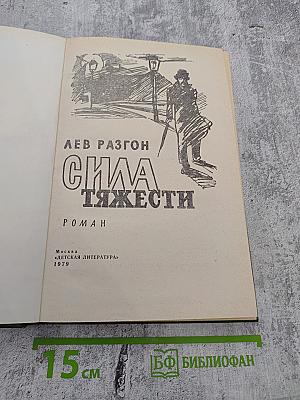 ЛЕВ РАЗГОН
СИЛА
ТЯЖЕСТИ
РОМАН
Москва
«ДЕТСКАЯ ЛИТЕРАТУРА»
1979
15 см
БФ БИБЛИОФАН